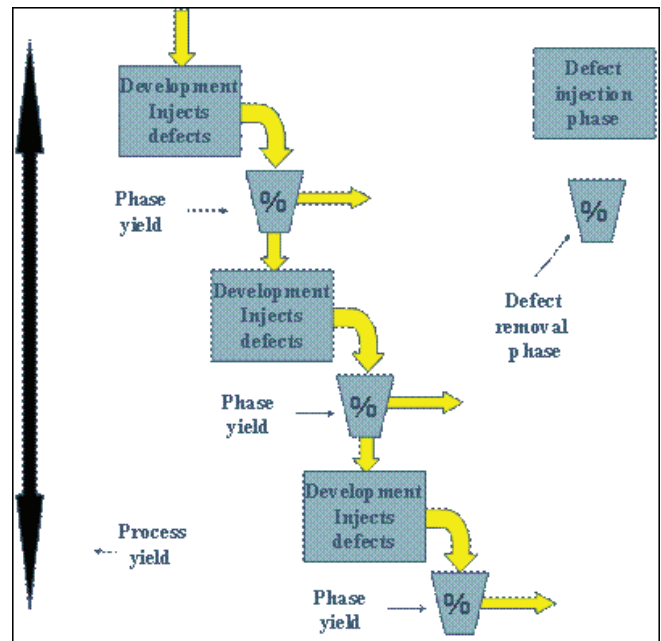 Development
Injects
defects
Defect
injection
phase
Phase
yield
%
%
Development
Injects
defects
Defect
removal
phase
Phase
yield
%
Development
Injects
defects
Process
yield
Phase
yield
%